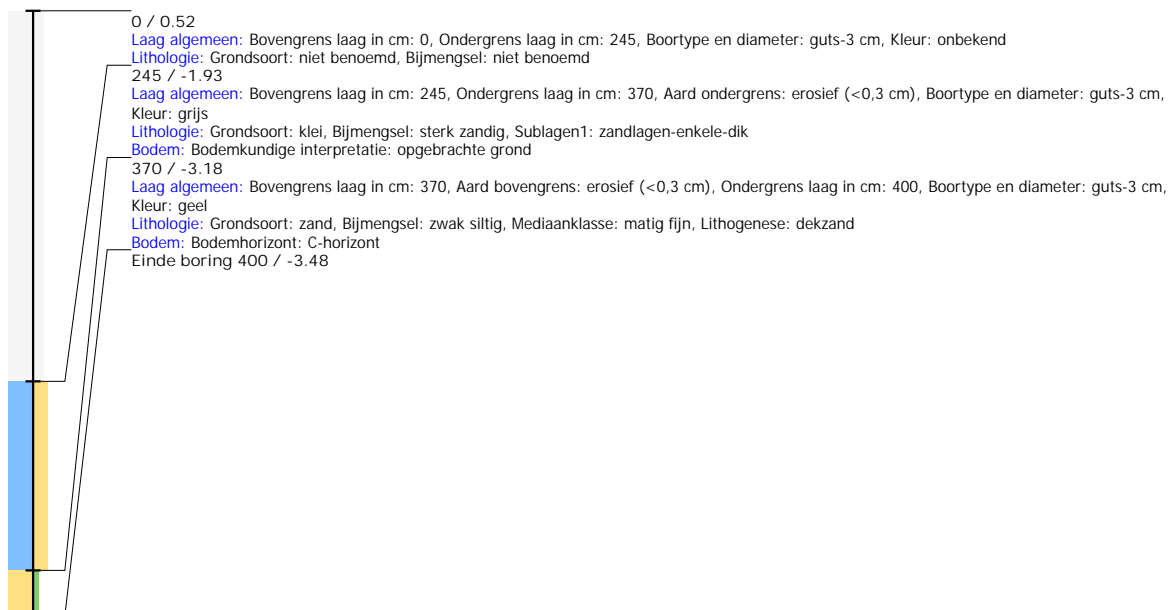 0 / 0.52
Laag algemeen: Bovengrens laag in cm: 0, Ondergrens laag in cm: 245, Boortype en diameter: guts-3 cm, Kleur: onbekend
Lithologie: Grondsoort: niet benoemd, Bijmengsel: niet benoemd
245 / -1.93
Laag algemeen: Bovengrens laag in cm: 245, Ondergrens laag in cm: 370, Aard ondergrens: erosief (<0,3 cm), Boortype en diameter: guts-3 cm,
Kleur: grijs
Lithologie: Grondsoort: klei, Bijmengsel: sterk zandig, Sublagen1: zandlagen-enkele-dik
Bodem: Bodemkundige interpretatie: opgebrachte grond
370 / -3.18
Laag algemeen: Bovengrens laag in cm: 370, Aard bovengrens: erosief (<0,3 cm), Ondergrens laag in cm: 400, Boortype en diameter: guts-3 cm,
Kleur: geel
Lithologie: Grondsoort: zand, Bijmengsel: zwak siltig, Mediaanklasse: matig fijn, Lithogenese: dekzand
Bodem: Bodemhorizont: C-horizont
Einde boring 400 / -3.48